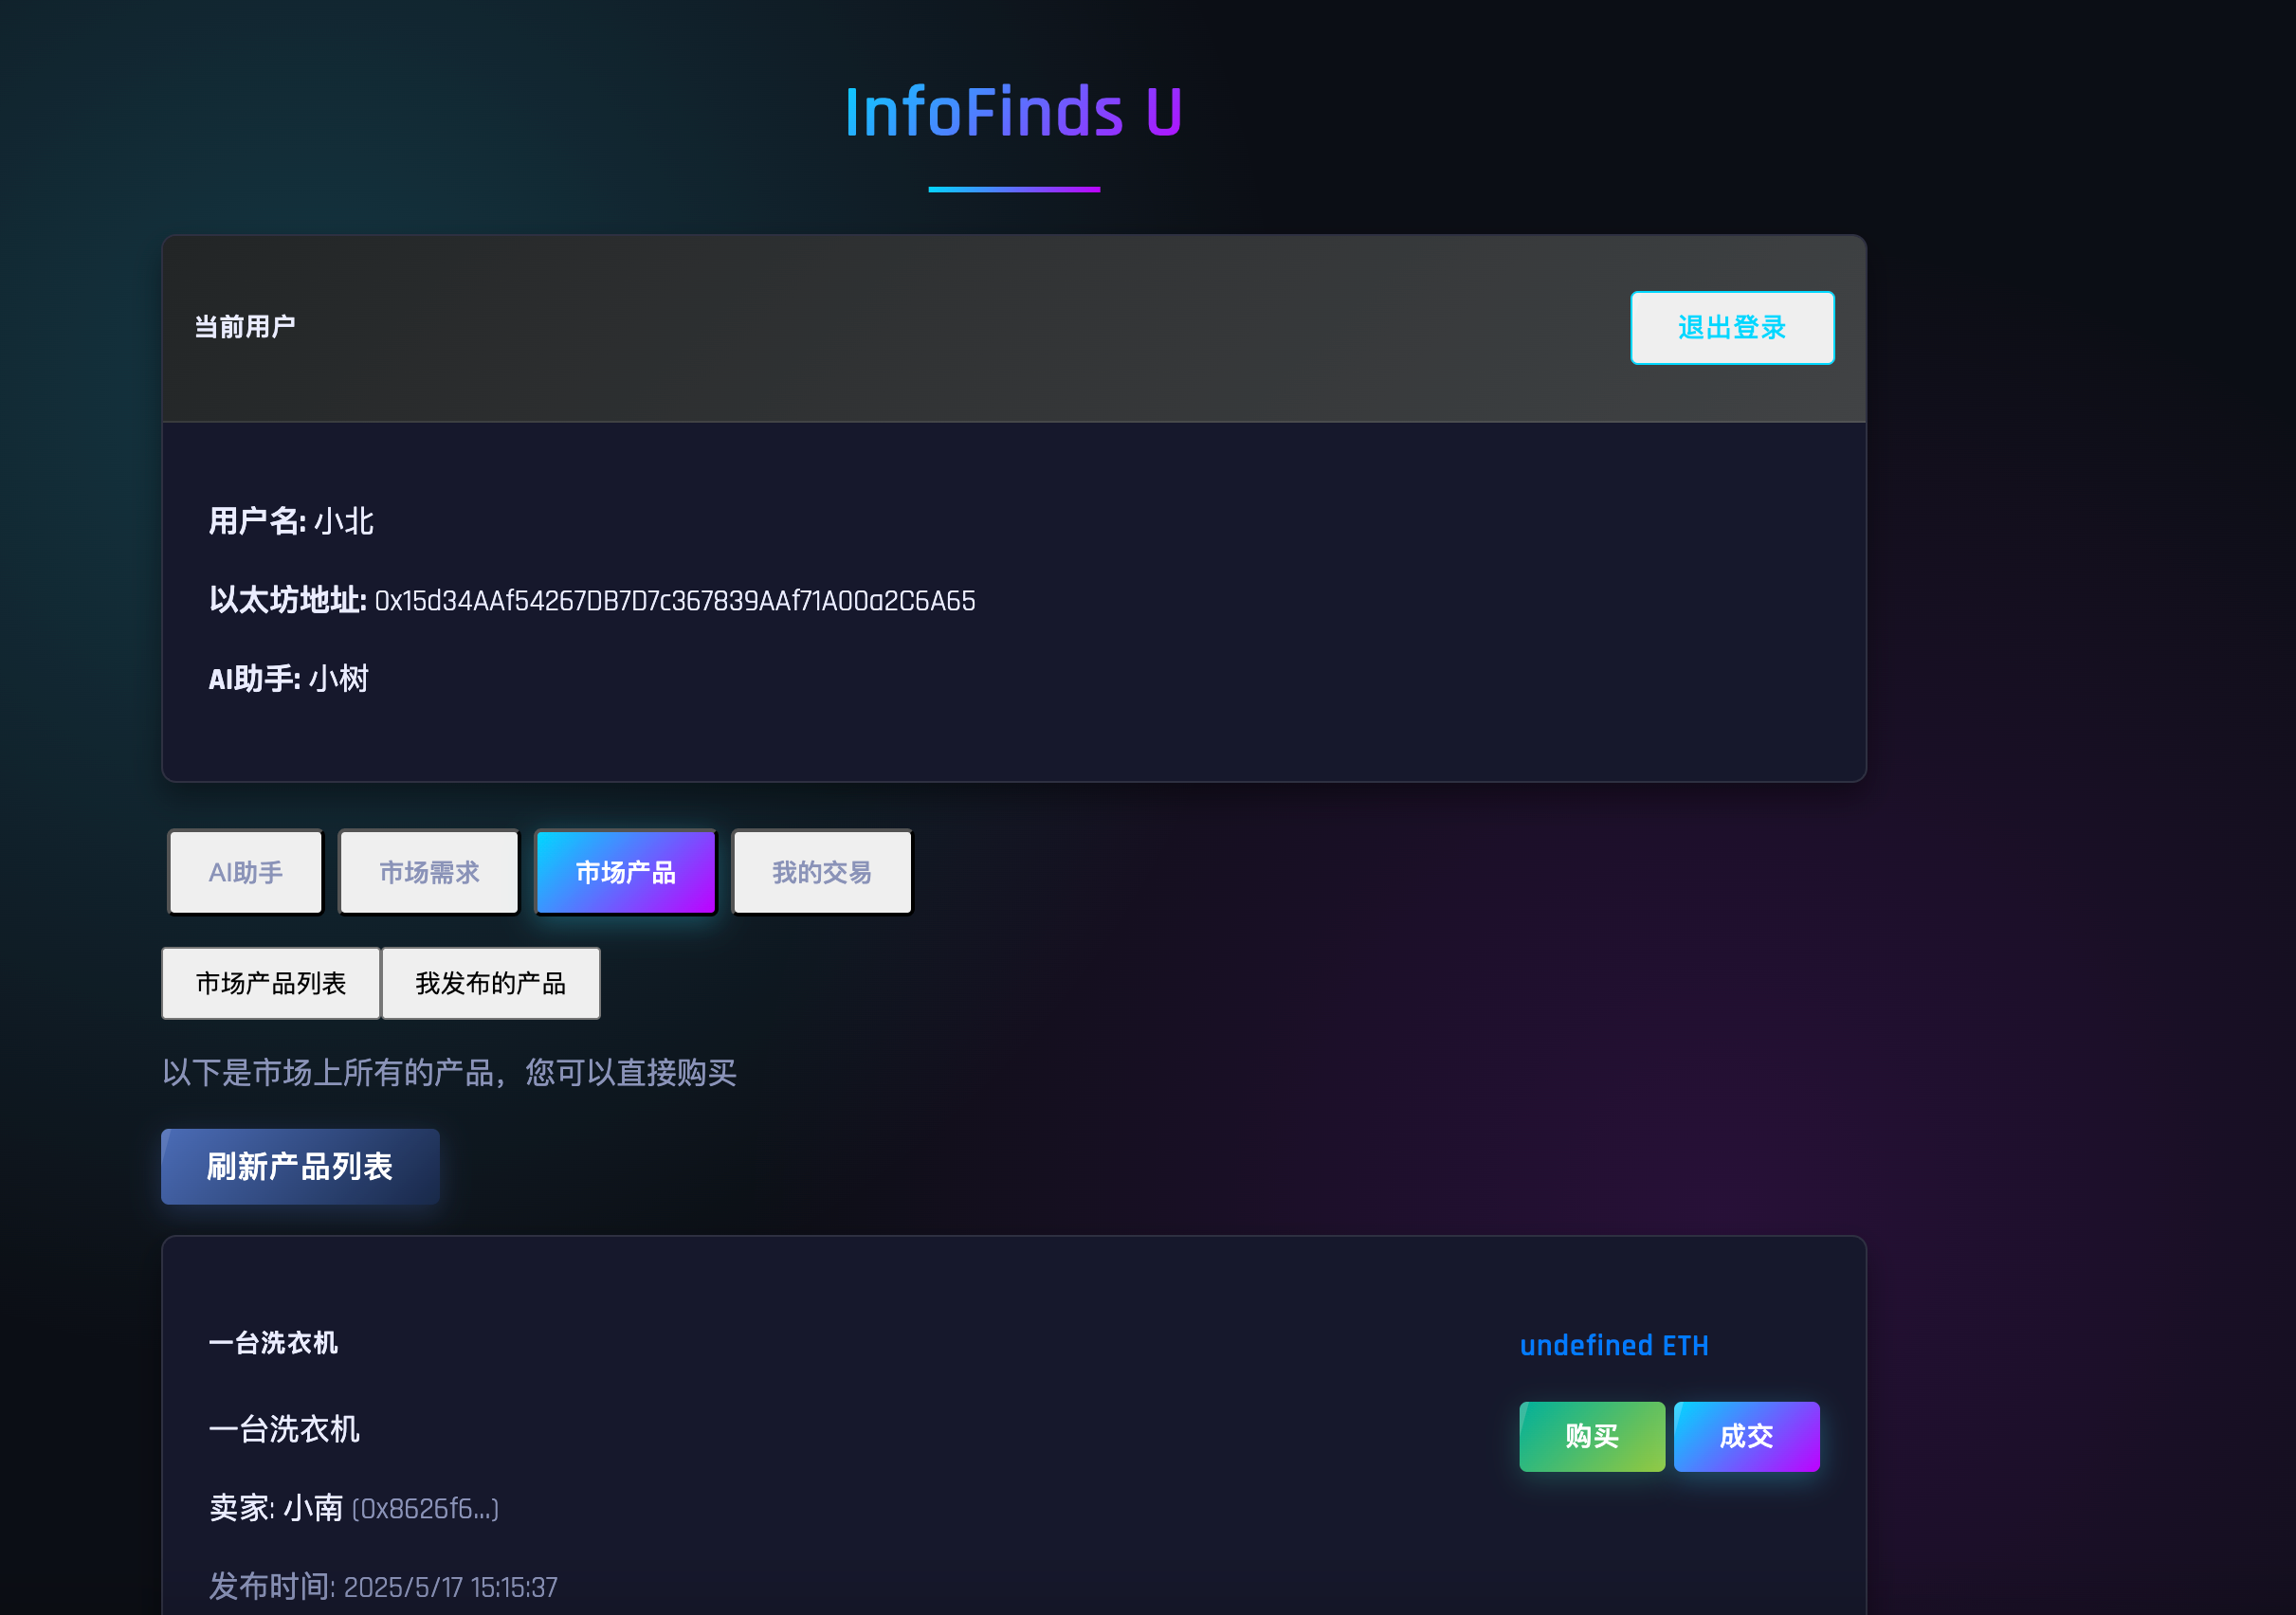 InfoFinds U
当前用户
退出登录
用户名: 小北
以太坊地址: 0x15d34AAf54267DB7D7c367839AAf71A00a2C6A65
AI助手: 小树
AI助手
市场需求
市场产品
我的交易
市场产品列表
我发布的产品
以下是市场上所有的产品，您可以直接购买
刷新产品列表
一台洗衣机
undefined ETH
一台洗衣机
购买
成交
卖家: 小南 (0x8626f6...)
发布时间: 2025/5/17 15:15:37